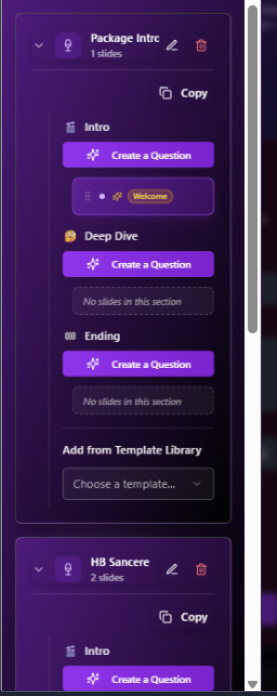 Package Intro
1 slides
Copy
Intro
Create a Question
Welcome
Deep Dive
Create a Question
No slides in this section
Ending
Create a Question
No slides in this section
Add from Template Library
Choose a template...
HB Sancere
2 slides
Copy
Intro
Create a Question